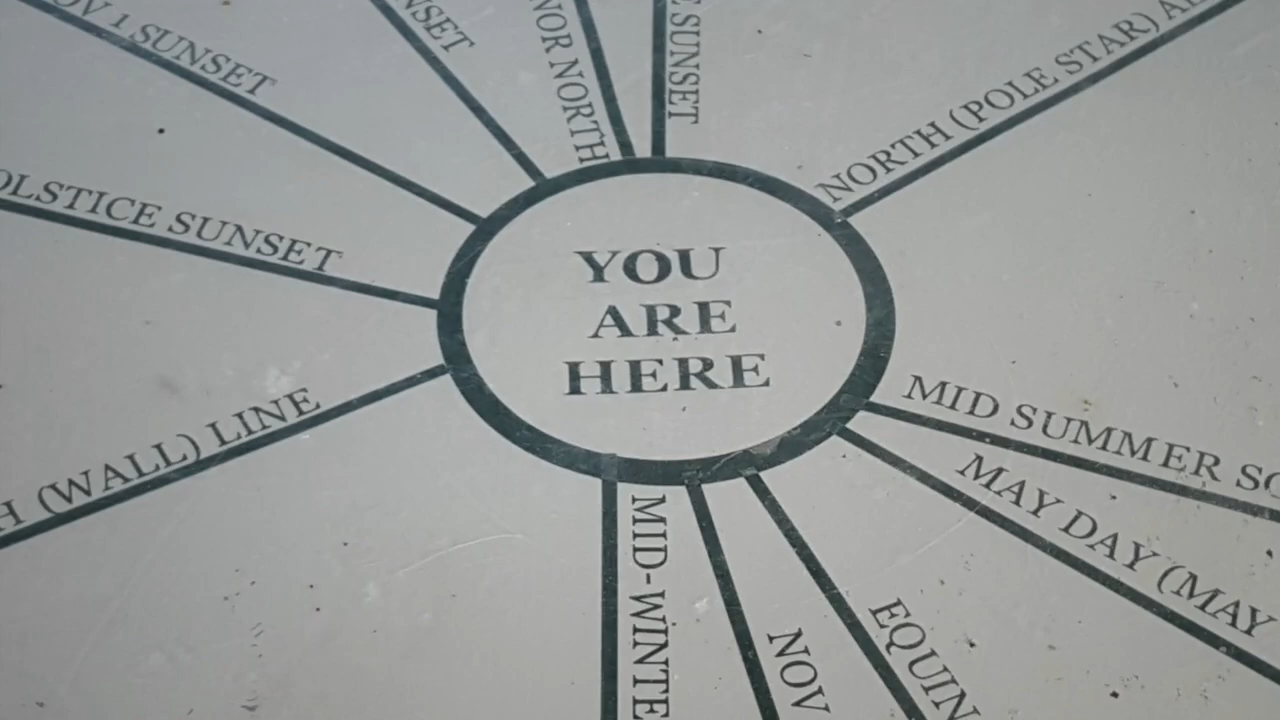 NOV 1 SUNSET
NSET
NOR NORTH
E SUNSET
NORTH (POLE STAR)
OLSTICE SUNSET
YOU
ARE
HERE
H (WALL) LINE
MID SUMMER SO
MAY DAY (MAY
MID-WINTE
NOV
EQUIN